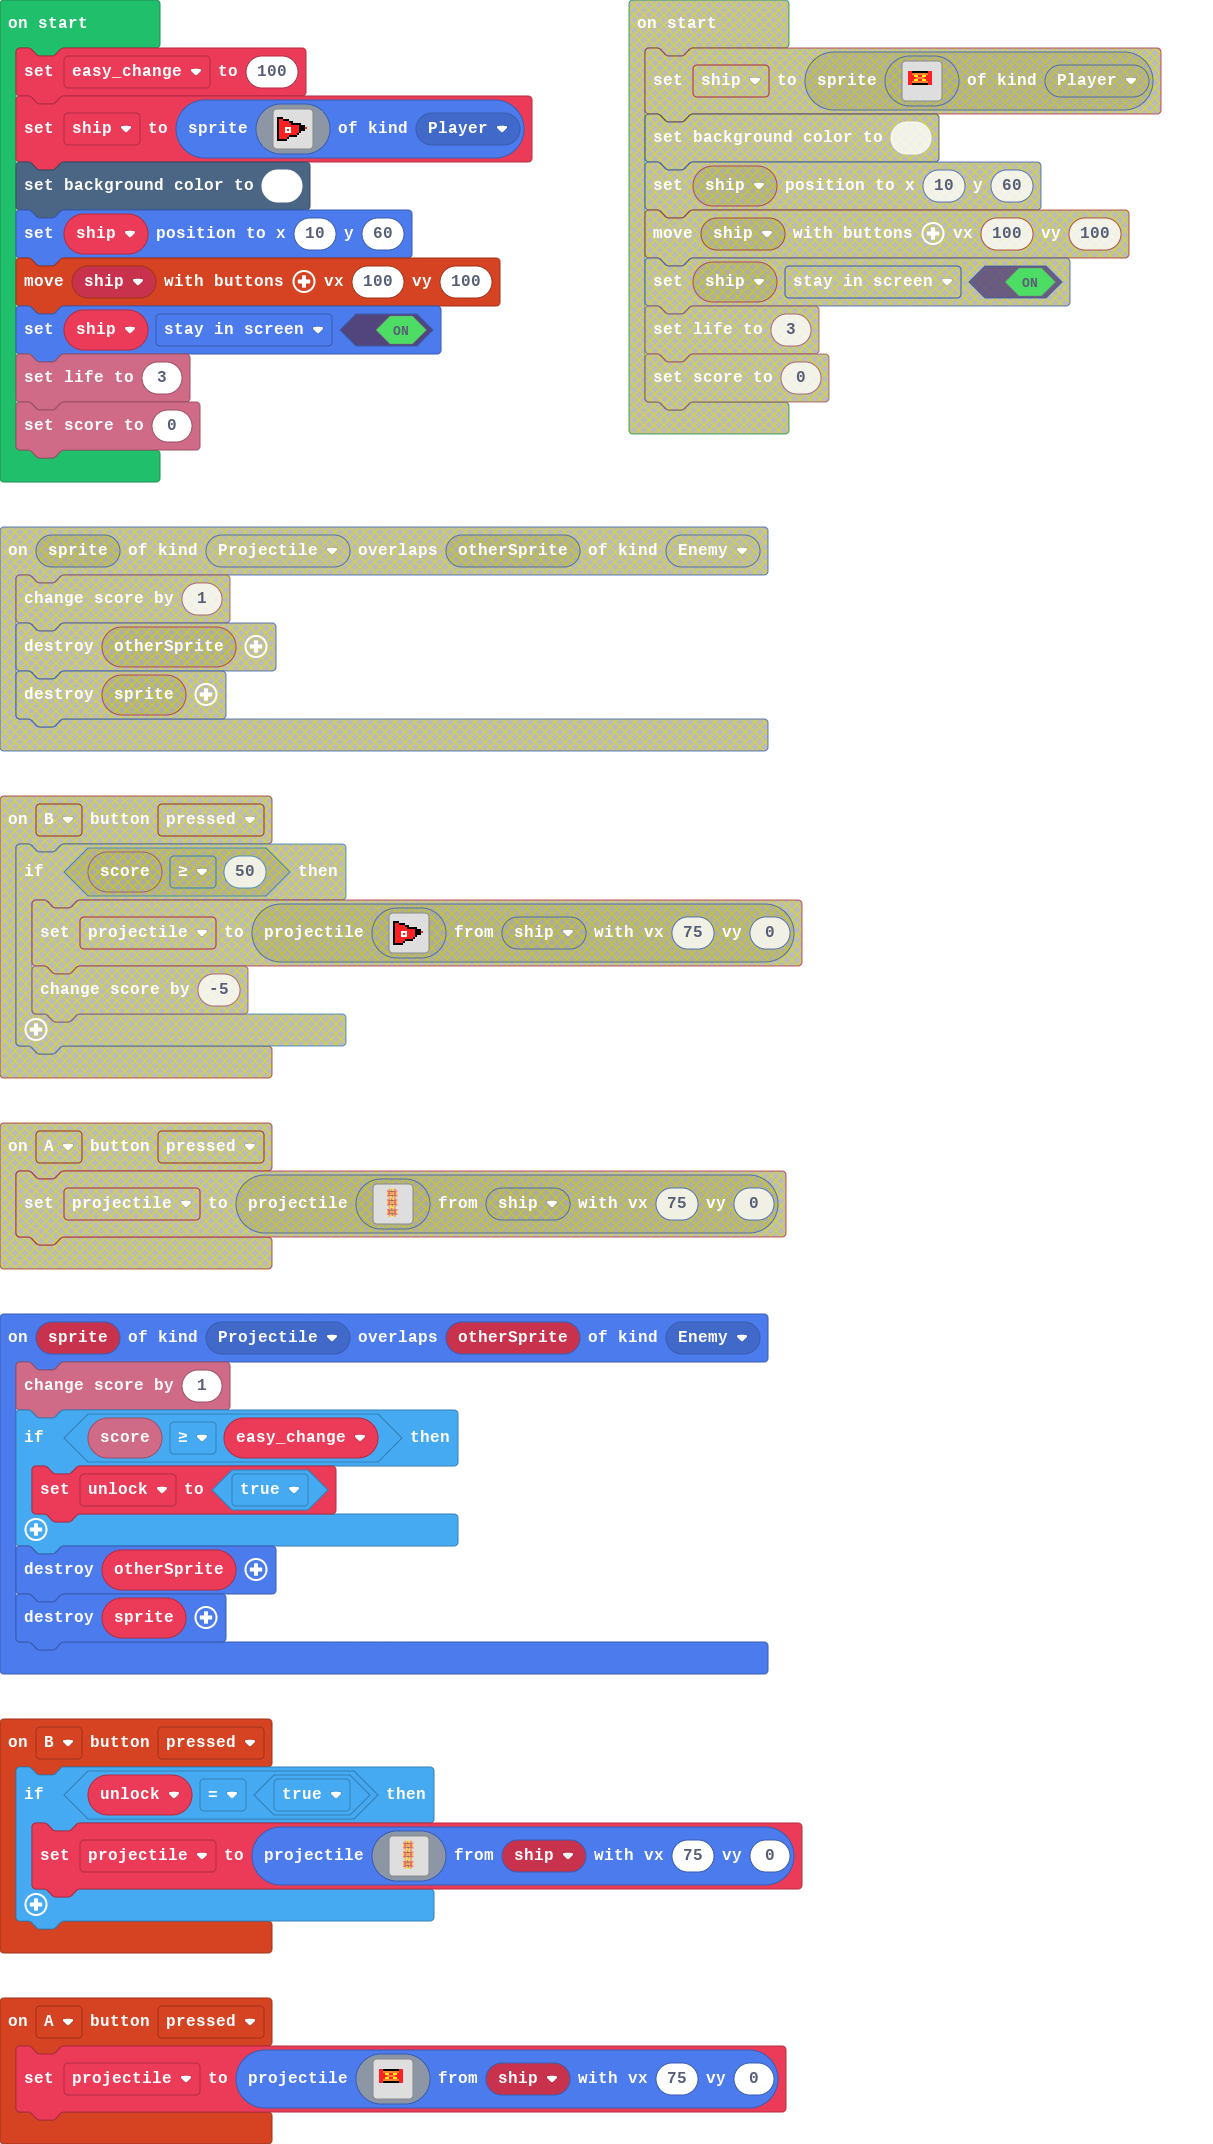 on start
set easy_change to 100
set ship to sprite of kind Player
set background color to
set ship position to x 10 y 60
move ship with buttons vx 100 vy 100
set ship stay in screen ON
set life to 3
set score to 0
on start
set ship to sprite of kind Player
set background color to
set ship position to x 10 y 60
move ship with buttons vx 100 vy 100
set ship stay in screen ON
set life to 3
set score to 0
on sprite of kind Projectile overlaps otherSprite of kind Enemy
change score by 1
destroy otherSprite
destroy sprite
on B button pressed
if score ≥ 50 then
set projectile to projectile from ship with vx 75 vy 0
change score by -5
on A button pressed
set projectile to projectile from ship with vx 75 vy 0
on sprite of kind Projectile overlaps otherSprite of kind Enemy
change score by 1
if score ≥ easy_change then
set unlock to true
destroy otherSprite
destroy sprite
on B button pressed
if unlock = true then
set projectile to projectile from ship with vx 75 vy 0
on A button pressed
set projectile to projectile from ship with vx 75 vy 0